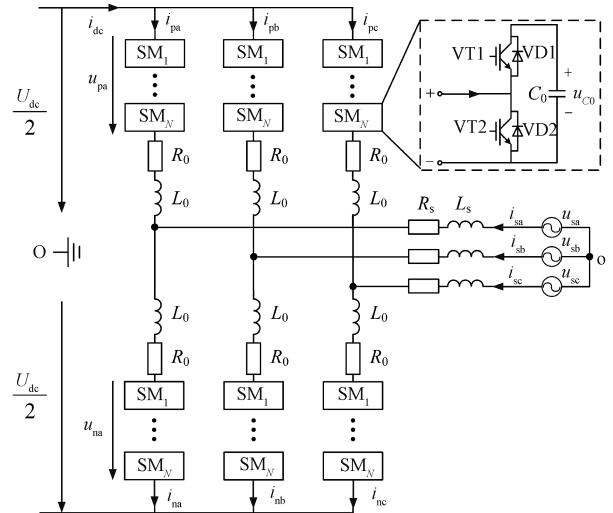 i_dc i_pa i_pb i_pc
SM_1 SM_1 SM_1
u_pa
U_dc/2
SM_N SM_N SM_N
R_0 R_0 R_0
L_0 L_0 L_0
VT1 VD1
+ C_0 + u_C0
VT2 VD2 −
−
R_s L_s i_sa u_sa
i_sb u_sb
i_sc u_sc
O
o
L_0 L_0 L_0
R_0 R_0 R_0
U_dc/2
SM_1 SM_1 SM_1
u_na
SM_N SM_N SM_N
i_na i_nb i_nc